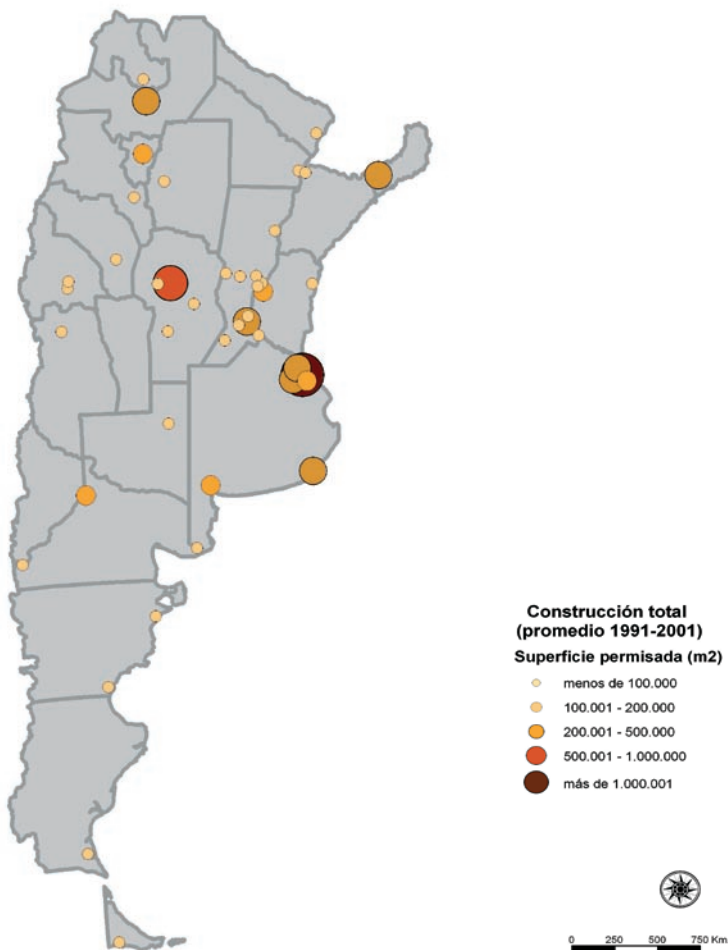 Construcción total
(promedio 1991-2001)
Superficie permisada (m2)
menos de 100.000
100.001 - 200.000
200.001 - 500.000
500.001 - 1.000.000
más de 1.000.001
0 250 500 750 Km